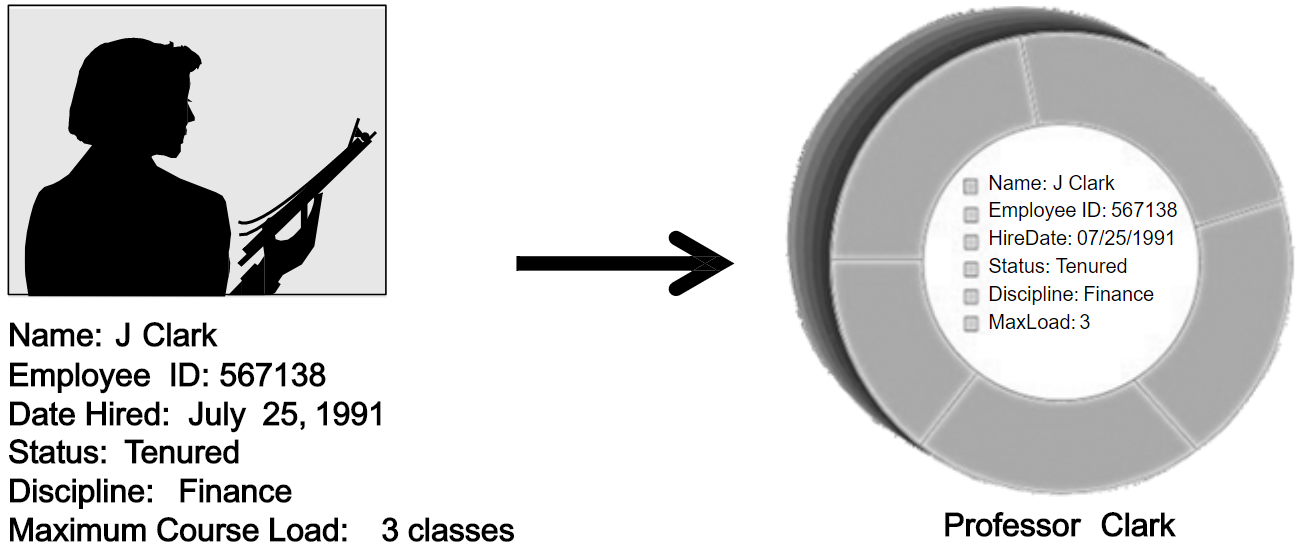 Name: J Clark
Employee ID: 567138
Date Hired: July 25, 1991
Status: Tenured
Discipline: Finance
Maximum Course Load: 3 classes
Name: J Clark
Employee ID: 567138
HireDate: 07/25/1991
Status: Tenured
Discipline: Finance
MaxLoad: 3
Professor Clark